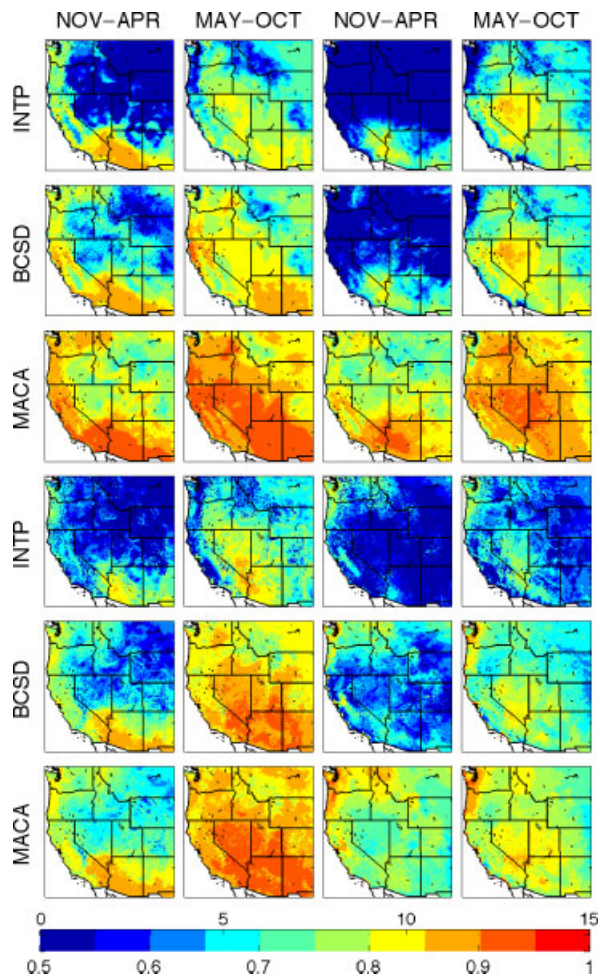 NOV-APR MAY-OCT NOV-APR MAY-OCT
INTP
BCSD
MACA
INTP
BCSD
MACA
0 5 10 15
0.5 0.6 0.7 0.8 0.9 1